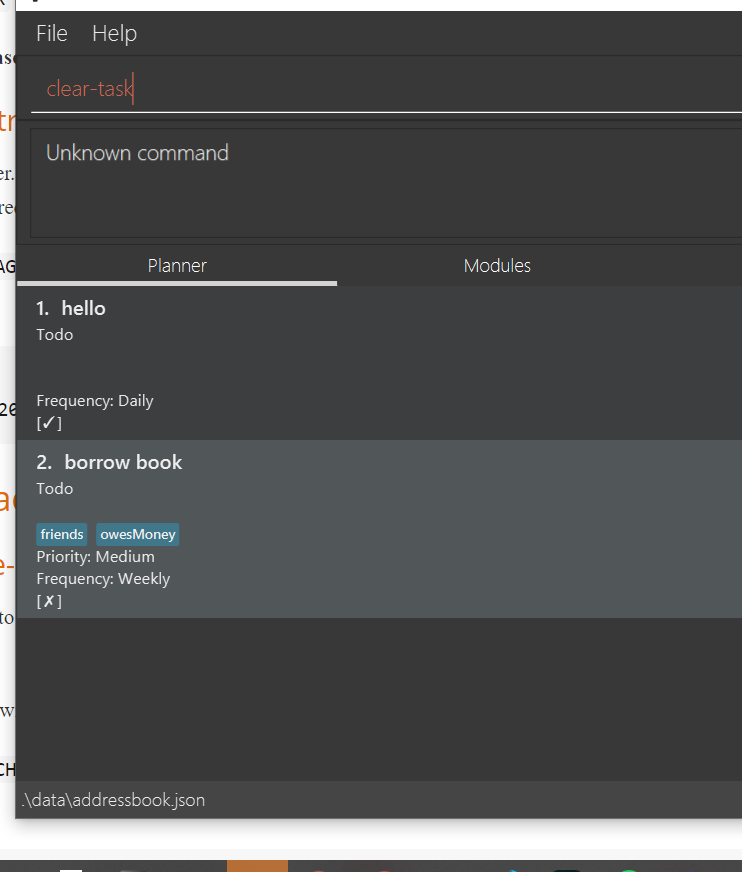 File Help
clear-task
Unknown command
Planner Modules
1. hello
Todo
Frequency: Daily
[✓]
2. borrow book
Todo
friends owesMoney
Priority: Medium
Frequency: Weekly
[✗]
.\data\addressbook.json